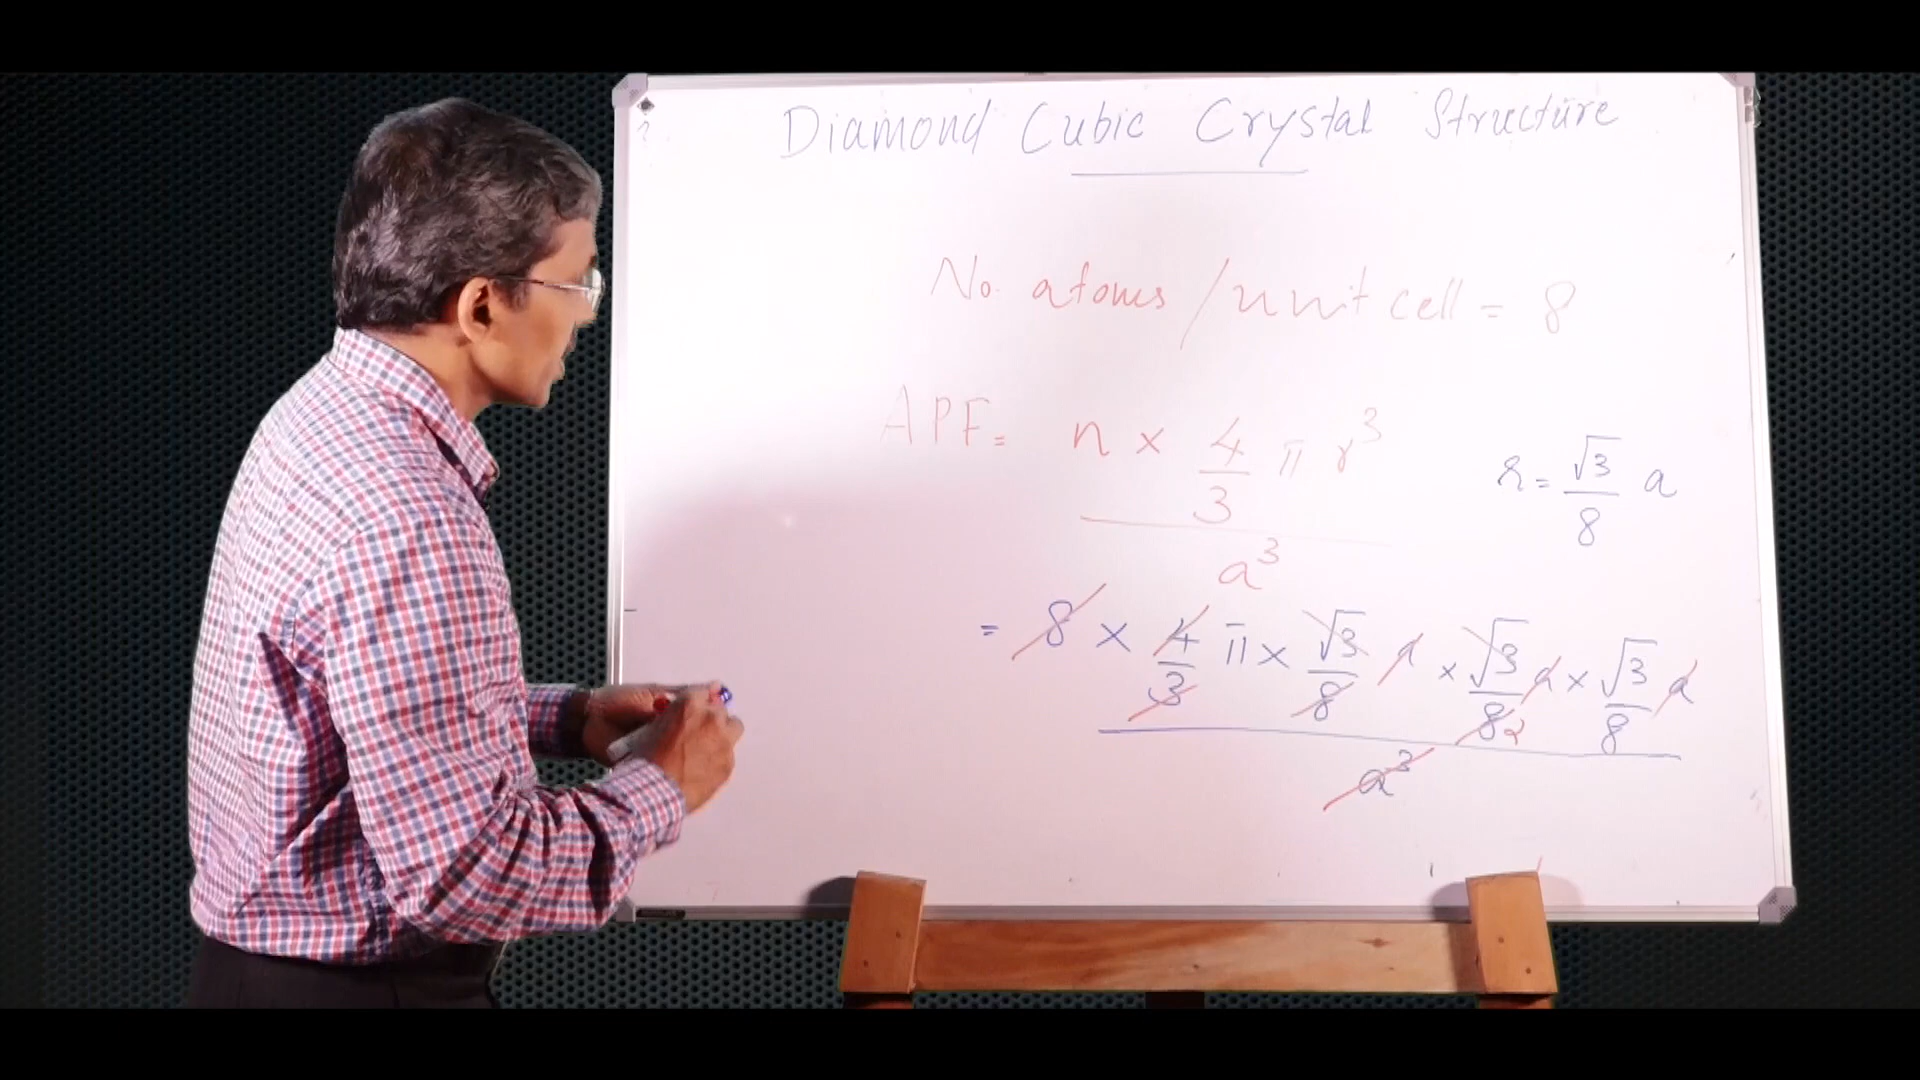 Diamond Cubic Crystal Structure
No. atoms / unit cell = 8
APF = n × 4/3 π r³ / a³
r = √3/8 a
= 8 × 4/3 π × √3/8 a × √3/8 2 a × √3/8 a / a³